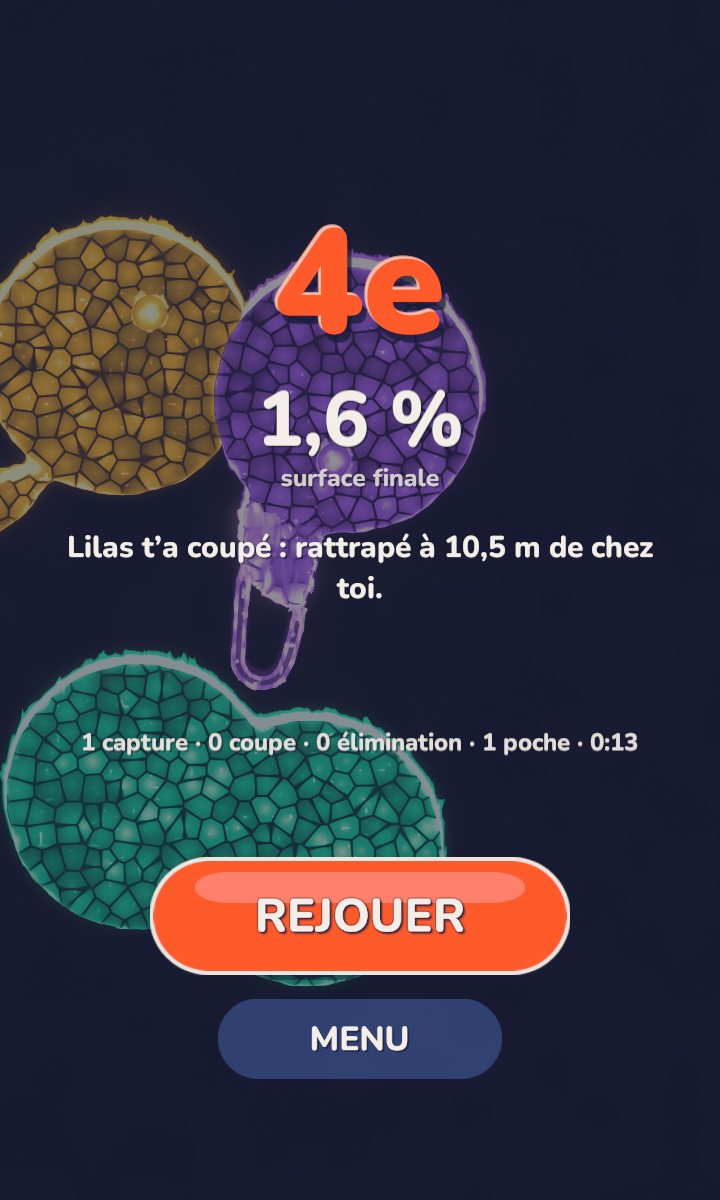 4e
1,6 %
surface finale
Lilas t’a coupé : rattrapé à 10,5 m de chez
toi.
1 capture · 0 coupe · 0 élimination · 1 poche · 0:13
REJOUER
MENU